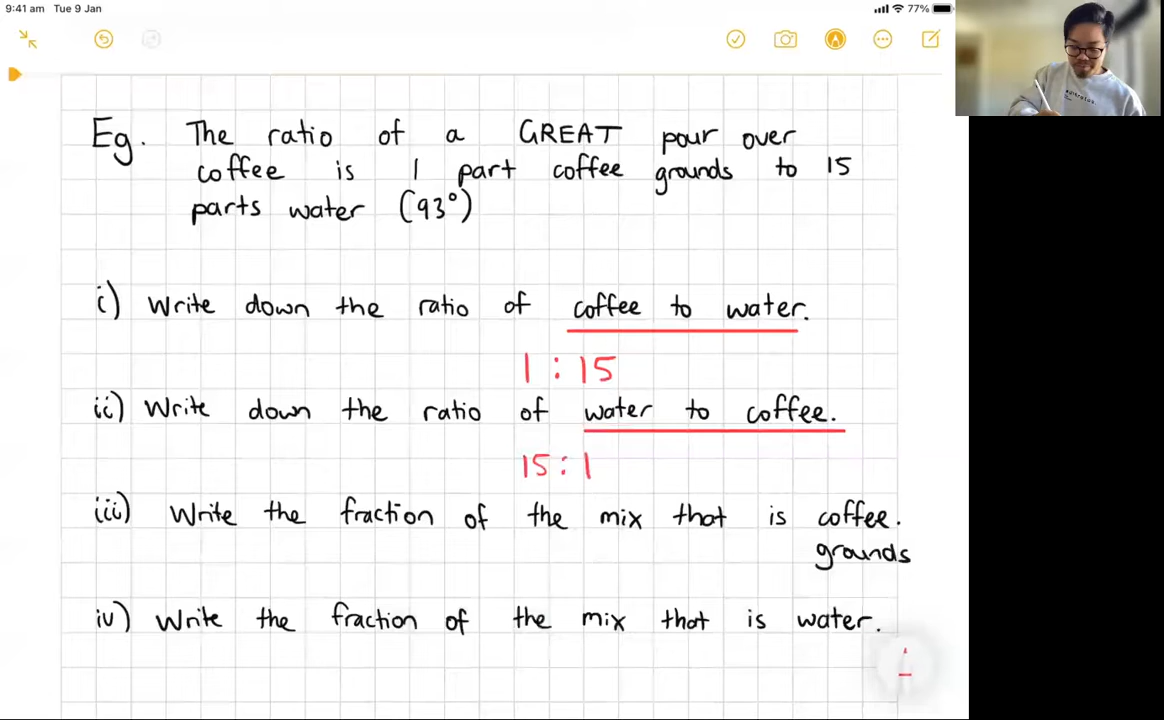 9:41 am Tue 9 Jan
77%
Eg. The ratio of a GREAT pour over
coffee is 1 part coffee grounds to 15
parts water (93°)
i) Write down the ratio of coffee to water.
1 : 15
ii) Write down the ratio of water to coffee.
15 : 1
iii) Write the fraction of the mix that is coffee.
grounds
iv) Write the fraction of the mix that is water.